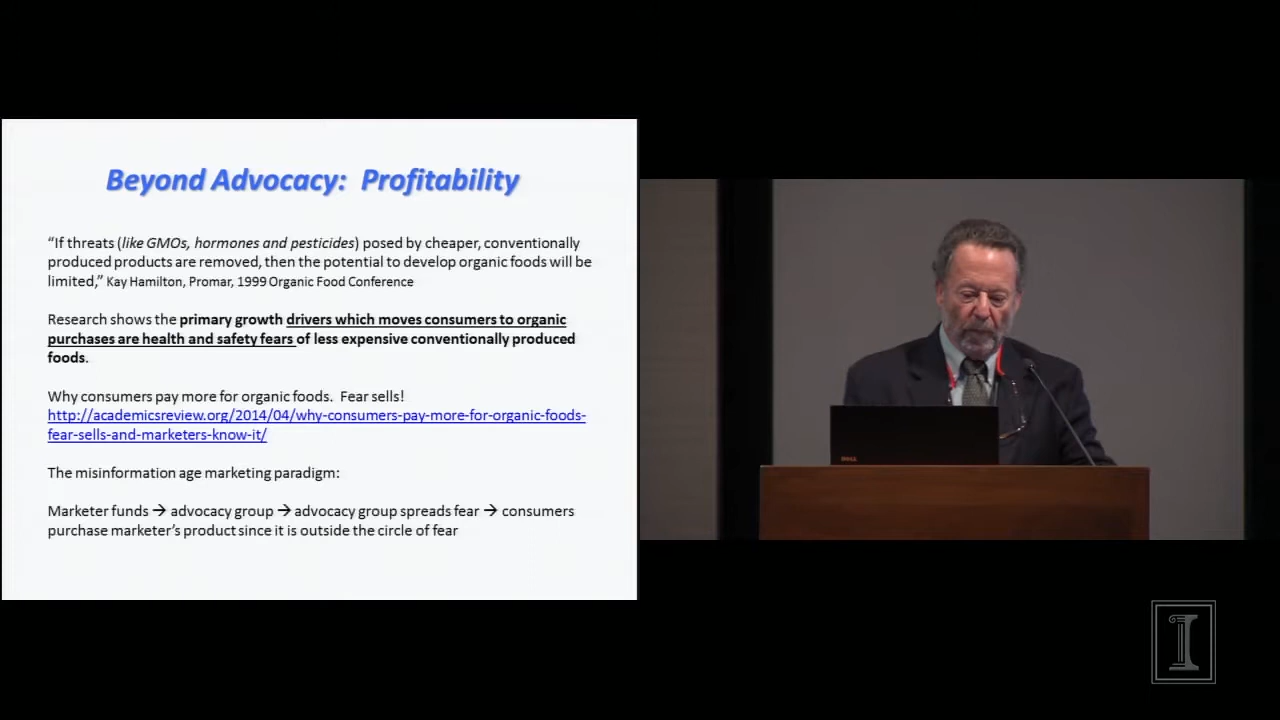 Beyond Advocacy: Profitability
“If threats (like GMOs, hormones and pesticides) posed by cheaper, conventionally
produced products are removed, then the potential to develop organic foods will be
limited,” Kay Hamilton, Promar, 1999 Organic Food Conference
Research shows the primary growth drivers which moves consumers to organic
purchases are health and safety fears of less expensive conventionally produced
foods.
Why consumers pay more for organic foods. Fear sells!
http://academicsreview.org/2014/04/why-consumers-pay-more-for-organic-foods-
fear-sells-and-marketers-know-it/
The misinformation age marketing paradigm:
Marketer funds → advocacy group → advocacy group spreads fear → consumers
purchase marketer’s product since it is outside the circle of fear
DELL
I